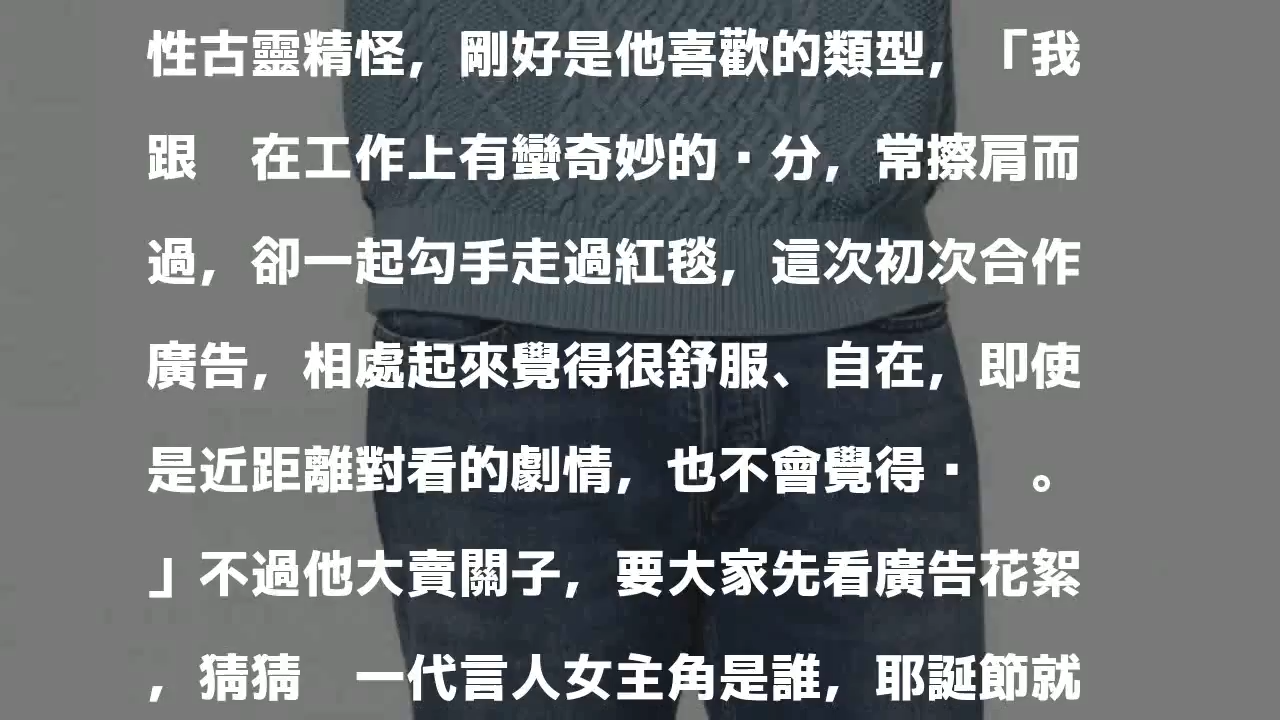 性古靈精怪，剛好是他喜歡的類型，「我
跟　在工作上有蠻奇妙的▪分，常擦肩而
過，卻一起勾手走過紅毯，這次初次合作
廣告，相處起來覺得很舒服、自在，即使
是近距離對看的劇情，也不會覺得▪　。
」不過他大賣關子，要大家先看廣告花絮
，猜猜　一代言人女主角是誰，耶誕節就